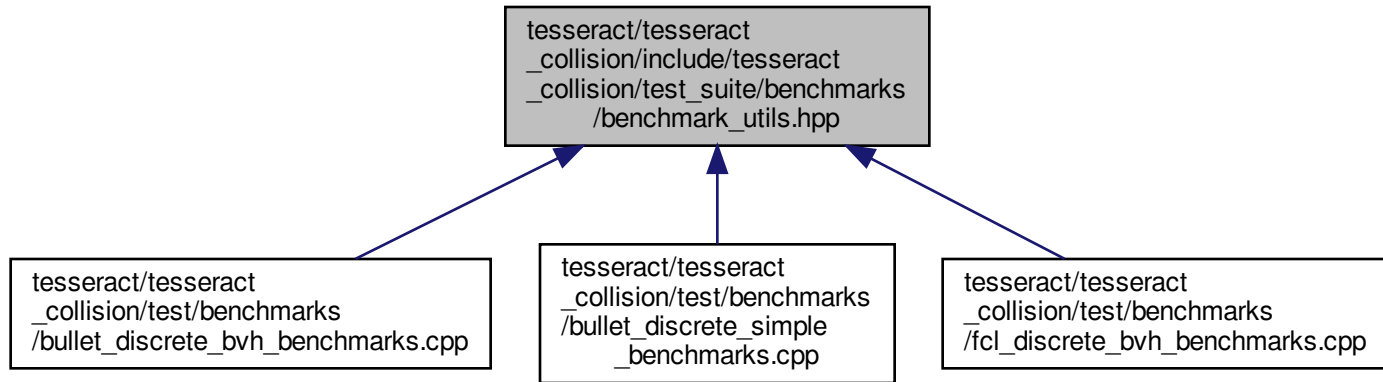 tesseract/tesseract
_collision/include/tesseract
_collision/test_suite/benchmarks
/benchmark_utils.hpp
tesseract/tesseract
_collision/test/benchmarks
/bullet_discrete_bvh_benchmarks.cpp
tesseract/tesseract
_collision/test/benchmarks
/bullet_discrete_simple
_benchmarks.cpp
tesseract/tesseract
_collision/test/benchmarks
/fcl_discrete_bvh_benchmarks.cpp